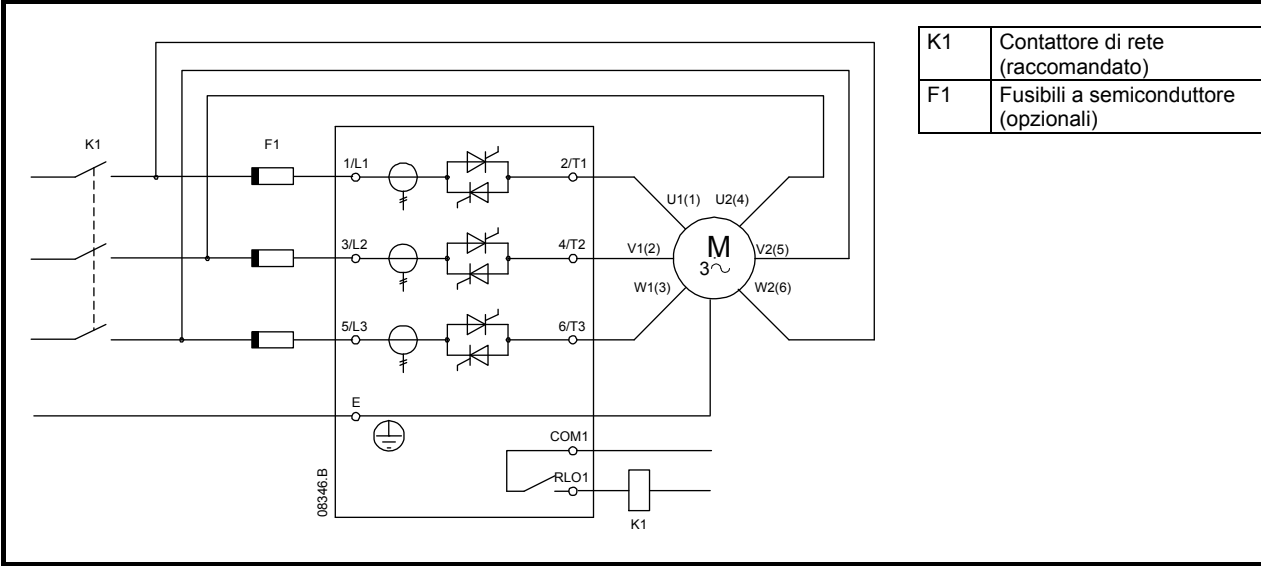 K1 Contattore di rete
(raccomandato)
F1 Fusibili a semiconduttore
(opzionali)
K1
F1
1/L1
2/T1
U1(1) U2(4)
3/L2
4/T2
V1(2)
M
3
V2(5)
W1(3)
W2(6)
5/L3
6/T3
E
COM1
RLO1
K1
08346.B